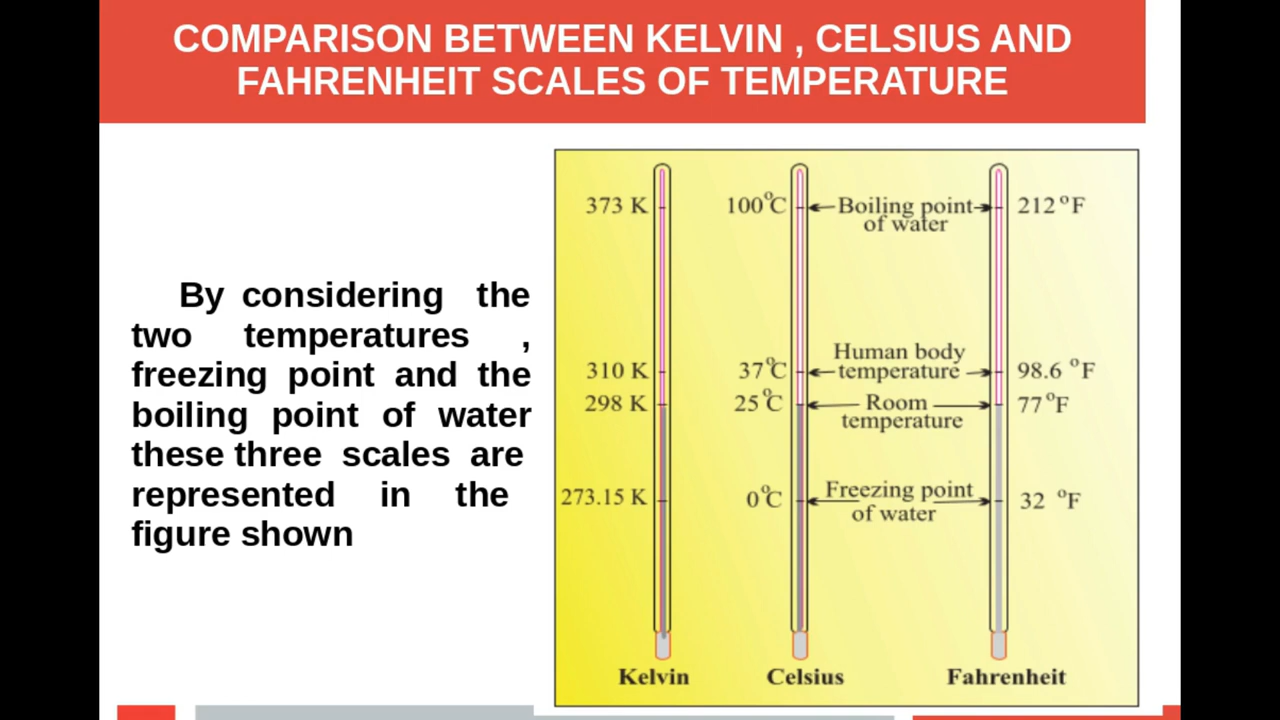 COMPARISON BETWEEN KELVIN , CELSIUS AND
FAHRENHEIT SCALES OF TEMPERATURE
By considering the
two temperatures ,
freezing point and the
boiling point of water
these three scales are
represented in the
figure shown
373 K 100°C Boiling point 212°F
of water
Human body
310 K 37°C temperature 98.6 °F
298 K 25°C Room 77°F
temperature
273.15 K 0°C Freezing point 32 °F
of water
Kelvin Celsius Fahrenheit